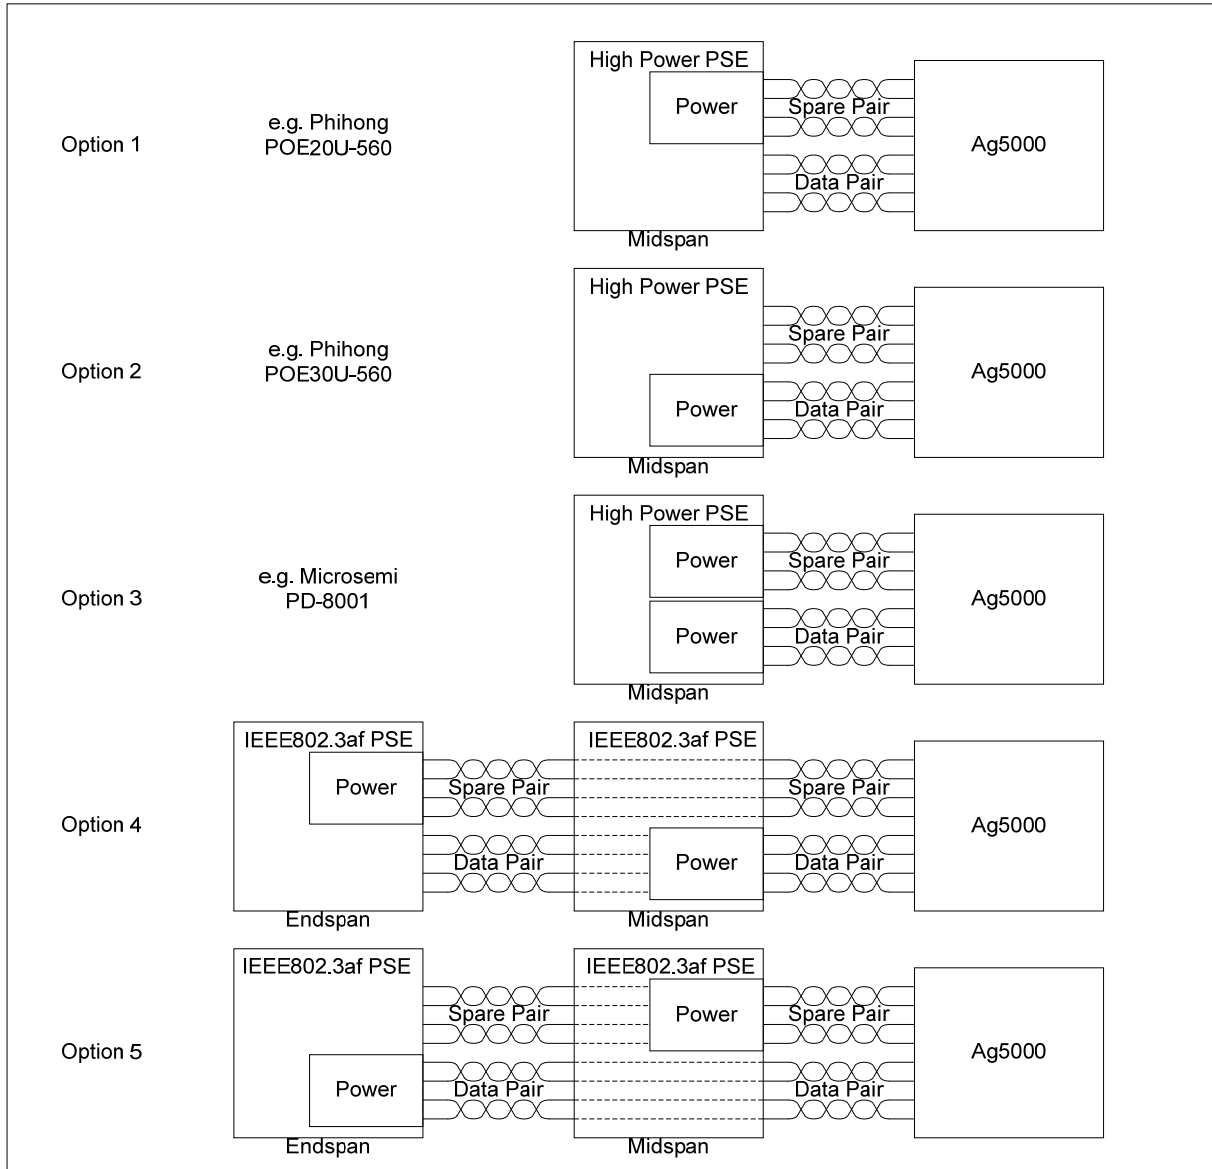 High Power PSE
Power
Spare Pair
e.g. Phihong
POE20U-560
Option 1
Ag5000
Data Pair
Midspan
High Power PSE
Spare Pair
e.g. Phihong
POE30U-560
Option 2
Ag5000
Power
Data Pair
Midspan
High Power PSE
Power
Spare Pair
e.g. Microsemi
PD-8001
Option 3
Ag5000
Power
Data Pair
Midspan
IEEE802.3af PSE
IEEE802.3af PSE
Power
Spare Pair
Spare Pair
Option 4
Ag5000
Data Pair
Power
Data Pair
Endspan
Midspan
IEEE802.3af PSE
IEEE802.3af PSE
Spare Pair
Power
Spare Pair
Option 5
Ag5000
Power
Data Pair
Data Pair
Endspan
Midspan